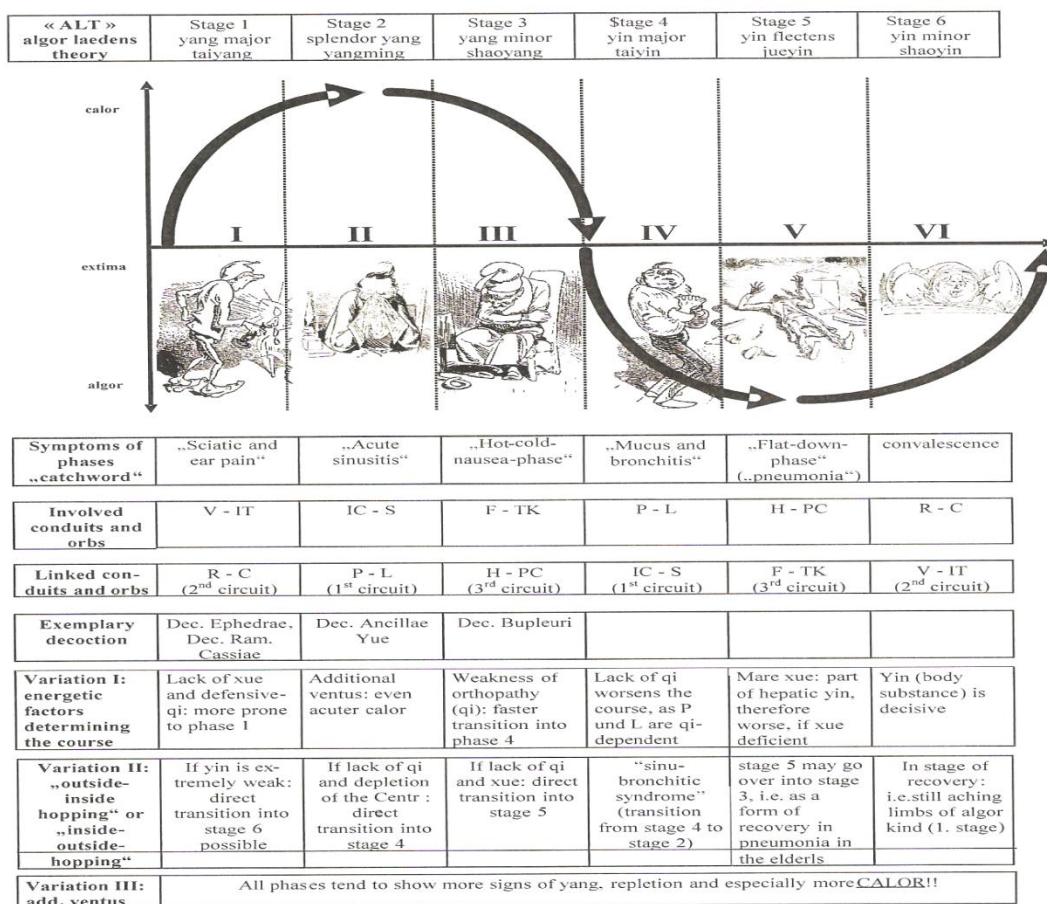 « ALT »
algor laedens
theory
Stage 1
yang major
taiyang
Stage 2
splendor yang
yangming
Stage 3
yang minor
shaoyang
$tage 4
yin major
taiyin
Stage 5
yin flectens
jueyin
Stage 6
yin minor
shaoyin
calor
I II III IV V VI
extima
algor
Symptoms of
phases
„catchword“
„Sciatic and
ear pain“
„Acute
sinusitis“
„Hot-cold-
nausea-phase“
„Mucus and
bronchitis“
„Flat-down-
phase“
(„pneumonia“)
convalescence
Involved
conduits and
orbs
V - IT
IC - S
F - TK
P - L
H - PC
R - C
Linked con-
duits and orbs
R - C
(2nd circuit)
P - L
(1st circuit)
H - PC
(3rd circuit)
IC - S
(1st circuit)
F - TK
(3rd circuit)
V - IT
(2nd circuit)
Exemplary
decoction
Dec. Ephedrae,
Dec. Ram.
Cassiae
Dec. Ancillae
Yue
Dec. Bupleuri
Variation I:
energetic
factors
determining
the course
Lack of xue
and defensive-
qi: more prone
to phase 1
Additional
ventus: even
acuter calor
Weakness of
orthopathy
(qi): faster
transition into
phase 4
Lack of qi
worsens the
course, as P
und L are qi-
dependent
Mare xue: part
of hepatic yin,
therefore
worse, if xue
deficient
Yin (body
substance) is
decisive
Variation II:
„outside-
inside
hopping“ or
„inside-
outside-
hopping“
If yin is ex-
tremely weak:
direct
transition into
stage 6
possible
If lack of qi
and depletion
of the Centr :
direct
transition into
stage 4
If lack of qi
and xue: direct
transition into
stage 5
“sinu-
bronchitic
syndrome”
(transition
from stage 4 to
stage 2)
stage 5 may go
over into stage
3, i.e. as a
form of
recovery in
pneumonia in
the elderls
In stage of
recovery :
i.e.still aching
limbs of algor
kind (1. stage)
Variation III:
add. ventus
All phases tend to show more signs of yang, repletion and especially more CALOR!!